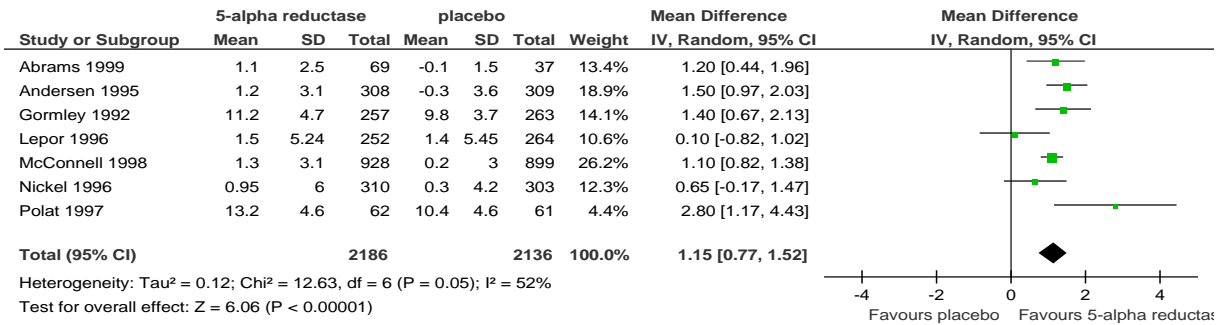 5-alpha reductase placebo Mean Difference Mean Difference
Study or Subgroup Mean SD Total Mean SD Total Weight IV, Random, 95% CI IV, Random, 95% CI
Abrams 1999 1.1 2.5 69 -0.1 1.5 37 13.4% 1.20 [0.44, 1.96]
Andersen 1995 1.2 3.1 308 -0.3 3.6 309 18.9% 1.50 [0.97, 2.03]
Gormley 1992 11.2 4.7 257 9.8 3.7 263 14.1% 1.40 [0.67, 2.13]
Lepor 1996 1.5 5.24 252 1.4 5.45 264 10.6% 0.10 [-0.82, 1.02]
McConnell 1998 1.3 3.1 928 0.2 3 899 26.2% 1.10 [0.82, 1.38]
Nickel 1996 0.95 6 310 0.3 4.2 303 12.3% 0.65 [-0.17, 1.47]
Polat 1997 13.2 4.6 62 10.4 4.6 61 4.4% 2.80 [1.17, 4.43]
Total (95% CI) 2186 2136 100.0% 1.15 [0.77, 1.52]
Heterogeneity: Tau² = 0.12; Chi² = 12.63, df = 6 (P = 0.05); I² = 52%
Test for overall effect: Z = 6.06 (P < 0.00001)
-4 -2 0 2 4
Favours placebo Favours 5-alpha reductas